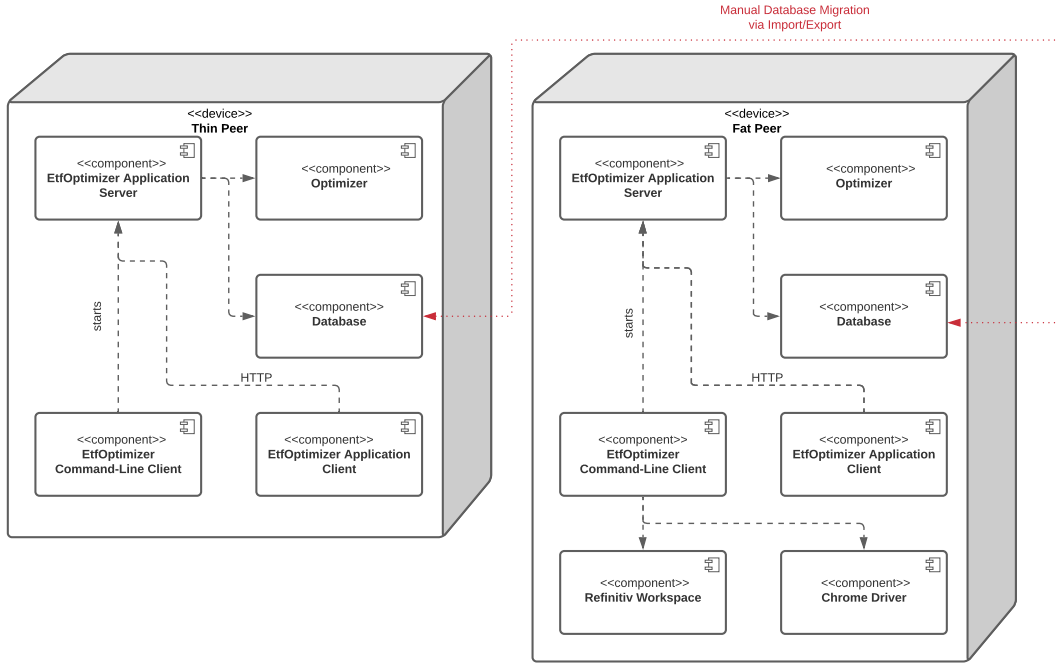 Manual Database Migration
via Import/Export
<<device>>
Thin Peer
<<component>>
EtfOptimizer Application
Server
<<component>>
Optimizer
<<component>>
Database
starts
HTTP
<<component>>
EtfOptimizer
Command-Line Client
<<component>>
EtfOptimizer Application
Client
<<device>>
Fat Peer
<<component>>
EtfOptimizer Application
Server
<<component>>
Optimizer
<<component>>
Database
starts
HTTP
<<component>>
EtfOptimizer
Command-Line Client
<<component>>
EtfOptimizer Application
Client
<<component>>
Refinitiv Workspace
<<component>>
Chrome Driver